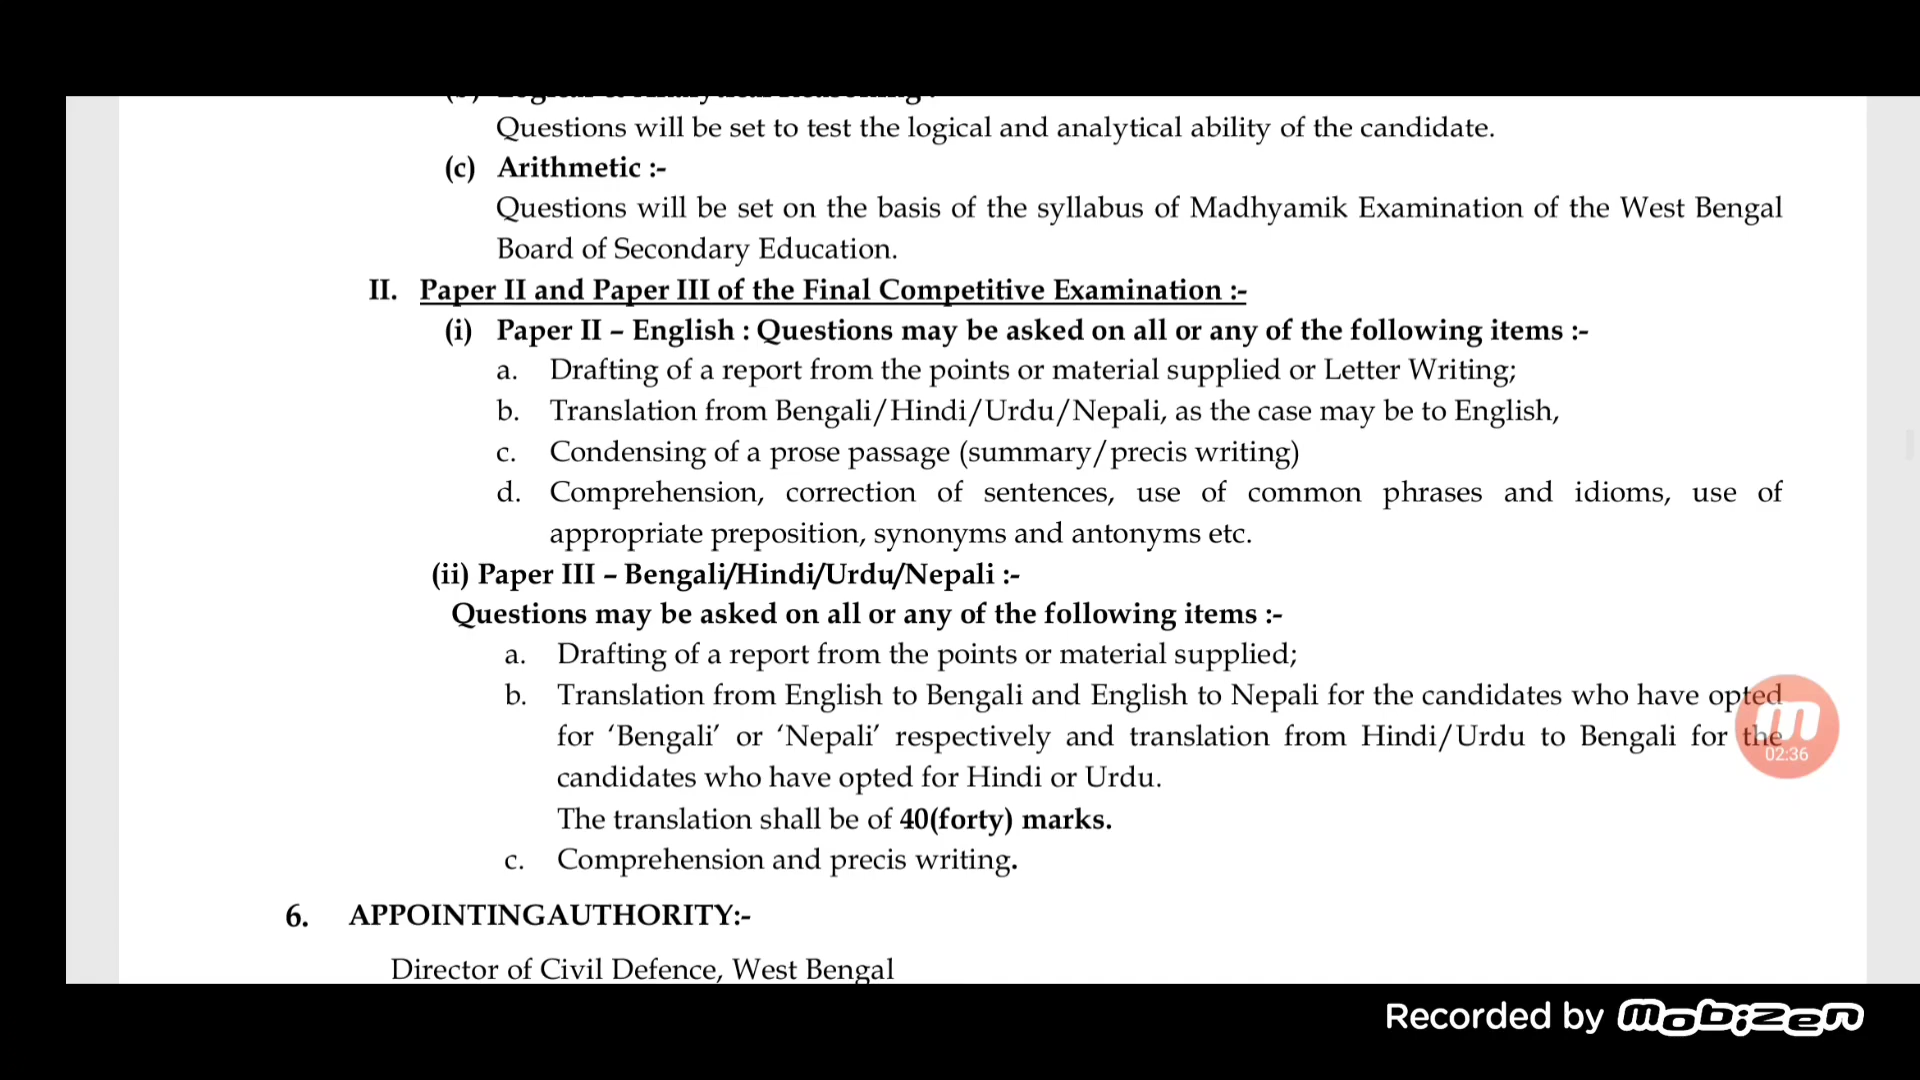 (b) Logical & Analytical Reasoning :
Questions will be set to test the logical and analytical ability of the candidate.
(c) Arithmetic :-
Questions will be set on the basis of the syllabus of Madhyamik Examination of the West Bengal
Board of Secondary Education.
II. Paper II and Paper III of the Final Competitive Examination :-
(i) Paper II – English : Questions may be asked on all or any of the following items :-
a. Drafting of a report from the points or material supplied or Letter Writing;
b. Translation from Bengali/Hindi/Urdu/Nepali, as the case may be to English,
c. Condensing of a prose passage (summary/precis writing)
d. Comprehension, correction of sentences, use of common phrases and idioms, use of
appropriate preposition, synonyms and antonyms etc.
(ii) Paper III – Bengali/Hindi/Urdu/Nepali :-
Questions may be asked on all or any of the following items :-
a. Drafting of a report from the points or material supplied;
b. Translation from English to Bengali and English to Nepali for the candidates who have opted
for ‘Bengali’ or ‘Nepali’ respectively and translation from Hindi/Urdu to Bengali for the
candidates who have opted for Hindi or Urdu.
02:36
The translation shall be of 40(forty) marks.
c. Comprehension and precis writing.
6. APPOINTINGAUTHORITY:-
Director of Civil Defence, West Bengal
Recorded by mobizen